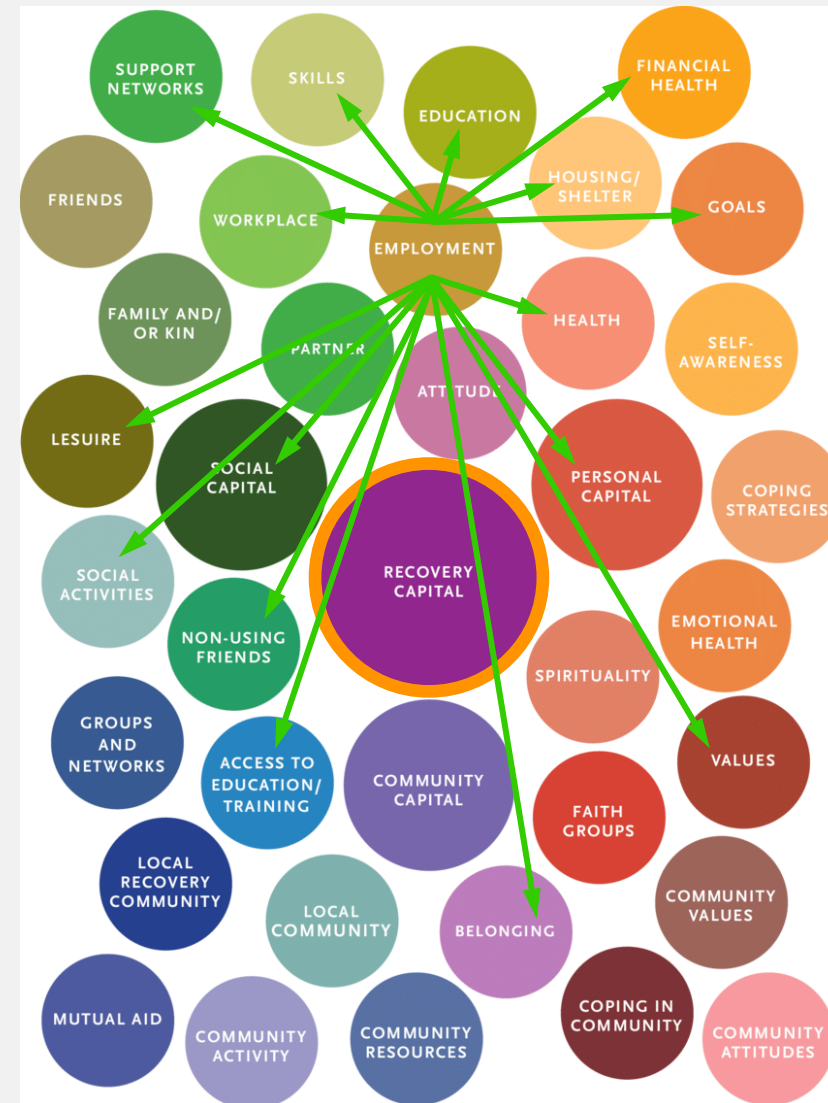 SUPPORT
NETWORKS
SKILLS
EDUCATION
FINANCIAL
HEALTH
FRIENDS
WORKPLACE
EMPLOYMENT
HOUSING/
SHELTER
GOALS
FAMILY AND/
OR KIN
PARTNER
ATTITUDE
HEALTH
SELF-
AWARENESS
LESUIRE
SOCIAL
CAPITAL
PERSONAL
CAPITAL
COPING
STRATEGIES
SOCIAL
ACTIVITIES
RECOVERY
CAPITAL
NON-USING
FRIENDS
SPIRITUALITY
EMOTIONAL
HEALTH
GROUPS
AND
NETWORKS
ACCESS TO
EDUCATION/
TRAINING
COMMUNITY
CAPITAL
FAITH
GROUPS
VALUES
LOCAL
RECOVERY
COMMUNITY
LOCAL
COMMUNITY
BELONGING
COMMUNITY
VALUES
MUTUAL AID
COMMUNITY
ACTIVITY
COMMUNITY
RESOURCES
COPING IN
COMMUNITY
COMMUNITY
ATTITUDES